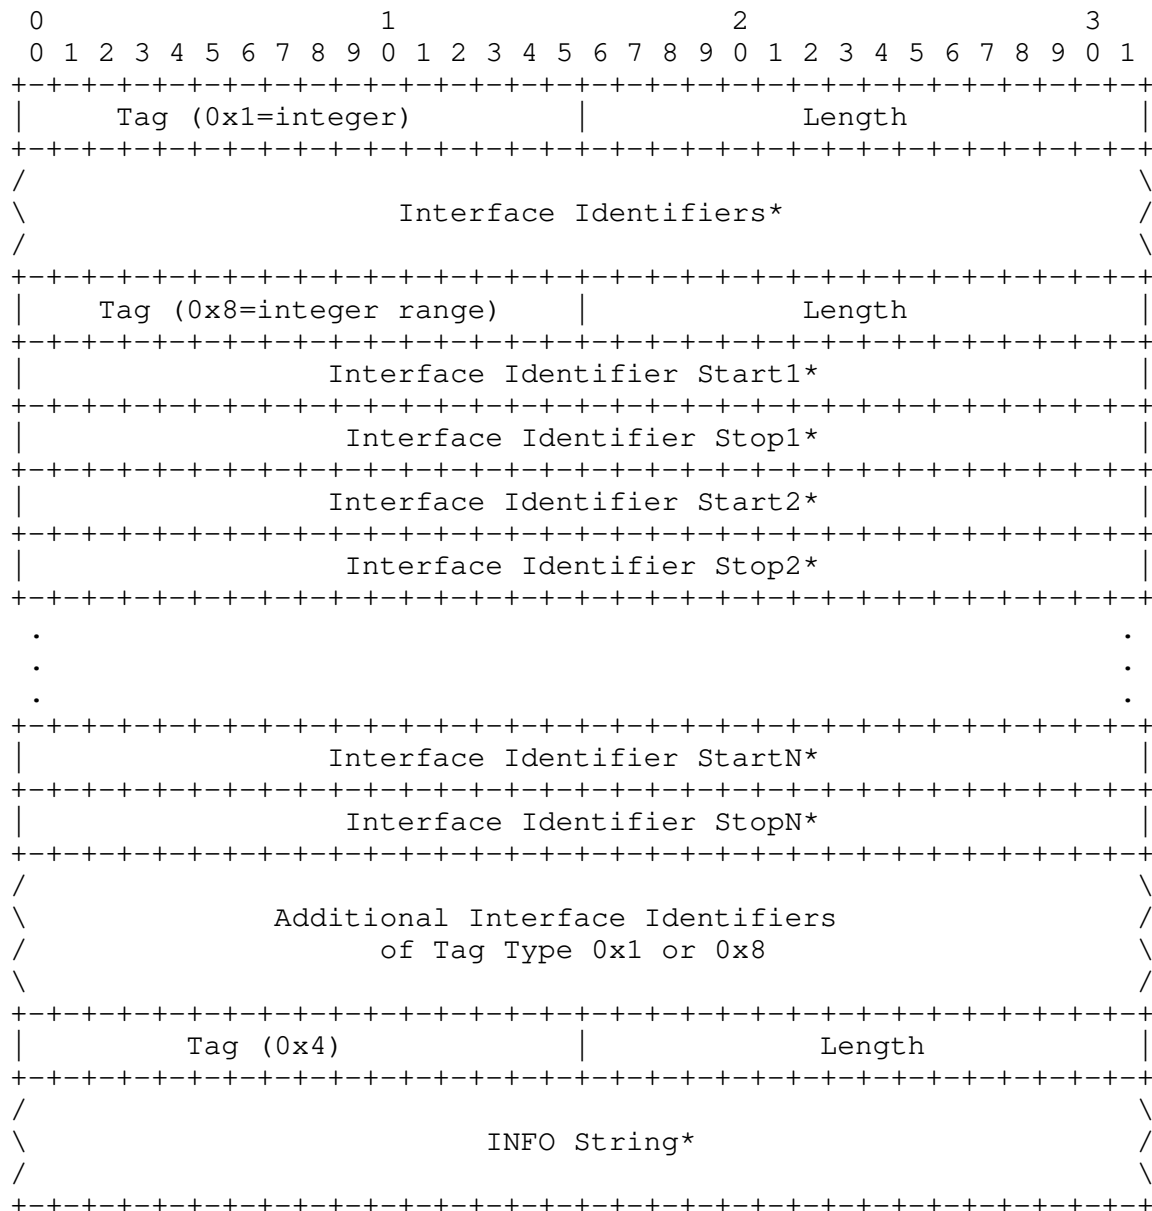 0                   1                   2                   3
0 1 2 3 4 5 6 7 8 9 0 1 2 3 4 5 6 7 8 9 0 1 2 3 4 5 6 7 8 9 0 1
+-+-+-+-+-+-+-+-+-+-+-+-+-+-+-+-+-+-+-+-+-+-+-+-+-+-+-+-+-+-+-+-+
|     Tag (0x1=integer)         |            Length             |
+-+-+-+-+-+-+-+-+-+-+-+-+-+-+-+-+-+-+-+-+-+-+-+-+-+-+-+-+-+-+-+-+
/                                                               \
\                     Interface Identifiers*                    /
/                                                               \
+-+-+-+-+-+-+-+-+-+-+-+-+-+-+-+-+-+-+-+-+-+-+-+-+-+-+-+-+-+-+-+-+
|    Tag (0x8=integer range)    |            Length             |
+-+-+-+-+-+-+-+-+-+-+-+-+-+-+-+-+-+-+-+-+-+-+-+-+-+-+-+-+-+-+-+-+
|                 Interface Identifier Start1*                  |
+-+-+-+-+-+-+-+-+-+-+-+-+-+-+-+-+-+-+-+-+-+-+-+-+-+-+-+-+-+-+-+-+
|                  Interface Identifier Stop1*                  |
+-+-+-+-+-+-+-+-+-+-+-+-+-+-+-+-+-+-+-+-+-+-+-+-+-+-+-+-+-+-+-+-+
|                 Interface Identifier Start2*                  |
+-+-+-+-+-+-+-+-+-+-+-+-+-+-+-+-+-+-+-+-+-+-+-+-+-+-+-+-+-+-+-+-+
|                  Interface Identifier Stop2*                  |
+-+-+-+-+-+-+-+-+-+-+-+-+-+-+-+-+-+-+-+-+-+-+-+-+-+-+-+-+-+-+-+-+
.                                                             .
.                                                             .
.                                                             .
+-+-+-+-+-+-+-+-+-+-+-+-+-+-+-+-+-+-+-+-+-+-+-+-+-+-+-+-+-+-+-+-+
|                 Interface Identifier StartN*                  |
+-+-+-+-+-+-+-+-+-+-+-+-+-+-+-+-+-+-+-+-+-+-+-+-+-+-+-+-+-+-+-+-+
|                  Interface Identifier StopN*                  |
+-+-+-+-+-+-+-+-+-+-+-+-+-+-+-+-+-+-+-+-+-+-+-+-+-+-+-+-+-+-+-+-+
/                                                               \
\              Additional Interface Identifiers                 /
/                    of Tag Type 0x1 or 0x8                     \
\                                                               /
+-+-+-+-+-+-+-+-+-+-+-+-+-+-+-+-+-+-+-+-+-+-+-+-+-+-+-+-+-+-+-+-+
|         Tag (0x4)             |             Length            |
+-+-+-+-+-+-+-+-+-+-+-+-+-+-+-+-+-+-+-+-+-+-+-+-+-+-+-+-+-+-+-+-+
/                                                               \
\                          INFO String*                         /
/                                                               \
+-+-+-+-+-+-+-+-+-+-+-+-+-+-+-+-+-+-+-+-+-+-+-+-+-+-+-+-+-+-+-+-+